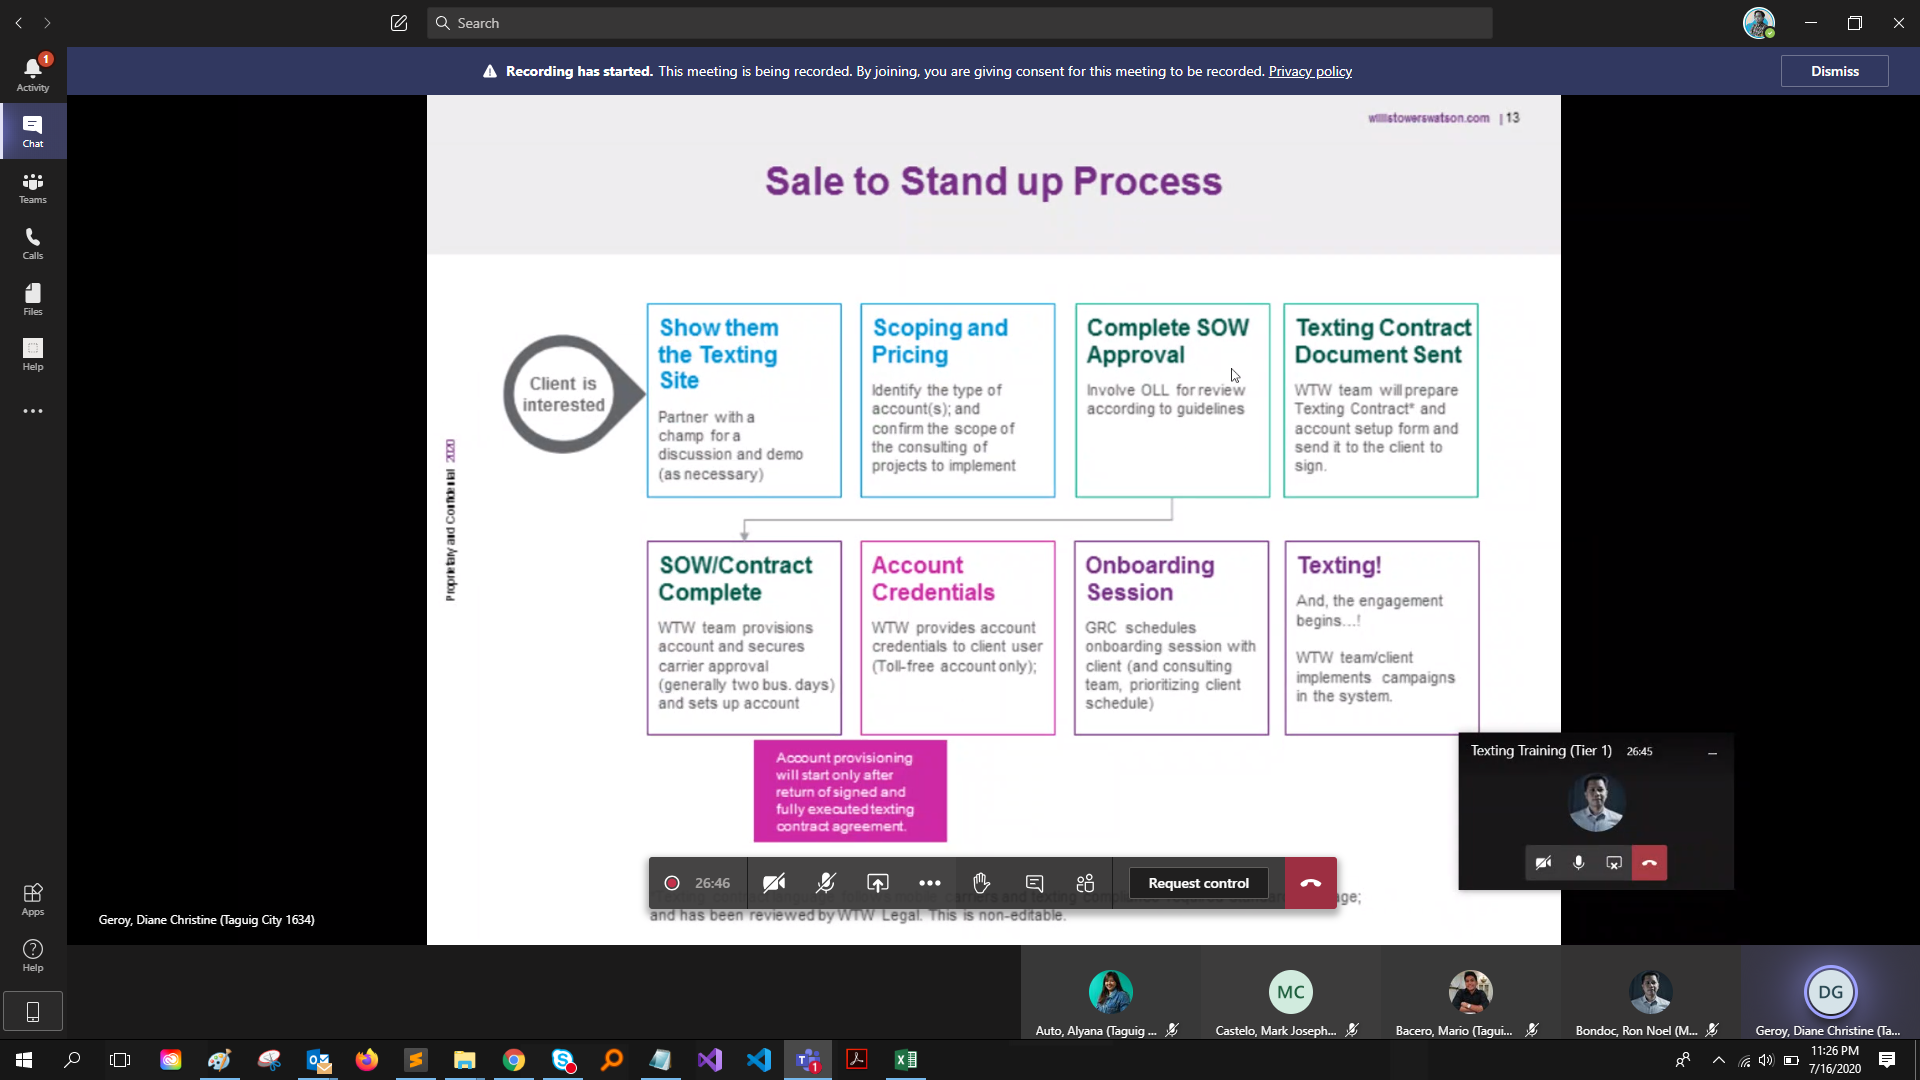 Search
Recording has started. This meeting is being recorded. By joining, you are giving consent for this meeting to be recorded. Privacy policy
Dismiss
1
Activity
Chat
Teams
Calls
Files
Help
Apps
Help
willistowerswatson.com | 13
Sale to Stand up Process
Client is
interested
Show them
the Texting
Site
Partner with a
champ for a
discussion and demo
(as necessary)
Scoping and
Pricing
Identify the type of
account(s); and
confirm the scope of
the consulting of
projects to implement
Complete SOW
Approval
Involve OLL for review
according to guidelines
Texting Contract
Document Sent
WTW team will prepare
Texting Contract* and
account setup form and
send it to the client to
sign.
Proprietary and Confidential 2020
SOW/Contract
Complete
WTW team provisions
account and secures
carrier approval
(generally two bus. days)
and sets up account
Account
Credentials
WTW provides account
credentials to client user
(Toll-free account only);
Onboarding
Session
GRC schedules
onboarding session with
client (and consulting
team, prioritizing client
schedule)
Texting!
And, the engagement
begins...!
WTW team/client
implements campaigns
in the system.
Account provisioning
will start only after
return of signed and
fully executed texting
contract agreement.
Texting Training (Tier 1) 26:45
26:46
Request control
and has been reviewed by WTW Legal. This is non-editable.
Geroy, Diane Christine (Taguig City 1634)
MC
DG
Auto, Alyana (Taguig ...
Castelo, Mark Joseph...
Bacero, Mario (Tagui...
Bondoc, Ron Noel (M...
Geroy, Diane Christine (Ta...
1
11:26 PM
7/16/2020